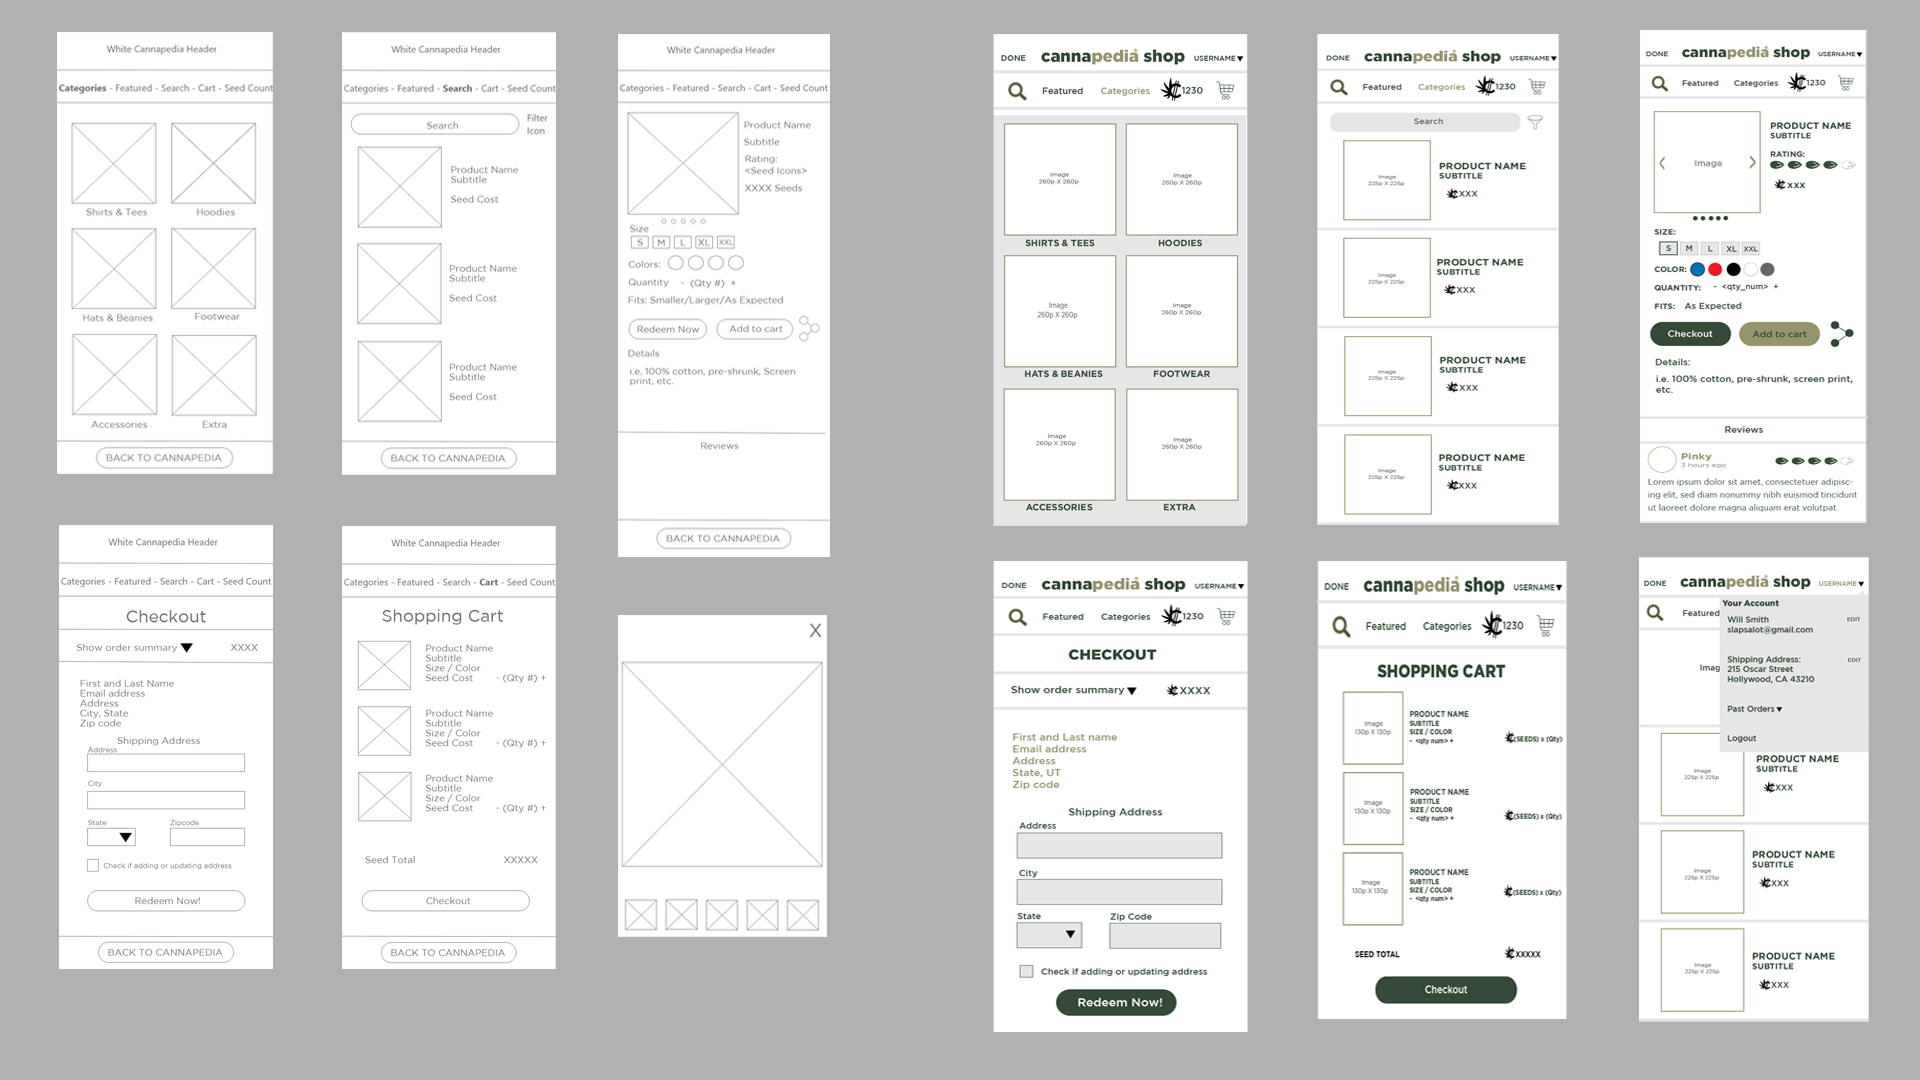 White Cannapedia Header
Categories - Featured - Search - Cart - Seed Count
Shirts & Tees
Hoodies
Hats & Beanies
Footwear
Accessories
Extra
BACK TO CANNAPEDIA
White Cannapedia Header
Categories - Featured - Search - Cart - Seed Count
Search
Filter
Icon
Product Name
Subtitle
Seed Cost
Product Name
Subtitle
Seed Cost
Product Name
Subtitle
Seed Cost
BACK TO CANNAPEDIA
White Cannapedia Header
Categories - Featured - Search - Cart - Seed Count
Product Name
Subtitle
Rating:
<Seed Icons>
XXXX Seeds
Size
S M L XL XXL
Colors:
Quantity - (Qty #) +
Fits: Smaller/Larger/As Expected
Redeem Now
Add to cart
Details
i.e. 100% cotton, pre-shrunk, Screen
print, etc.
Reviews
BACK TO CANNAPEDIA
White Cannapedia Header
Categories - Featured - Search - Cart - Seed Count
Checkout
Show order summary XXXX
First and Last Name
Email address
Address
City, State
Zip code
Shipping Address
Address
City
State
Zipcode
Check if adding or updating address
Redeem Now!
BACK TO CANNAPEDIA
White Cannapedia Header
Categories - Featured - Search - Cart - Seed Count
Shopping Cart
Product Name
Subtitle
Size / Color
Seed Cost - (Qty #) +
Product Name
Subtitle
Size / Color
Seed Cost - (Qty #) +
Product Name
Subtitle
Size / Color
Seed Cost - (Qty #) +
Seed Total XXXXX
Checkout
BACK TO CANNAPEDIA
X
DONE cannapedia shop USERNAME
Featured Categories 1230
Image
260p X 260p
Image
260p X 260p
SHIRTS & TEES
HOODIES
Image
260p X 260p
Image
260p X 260p
HATS & BEANIES
FOOTWEAR
Image
260p X 260p
Image
260p X 260p
ACCESSORIES
EXTRA
DONE cannapedia shop USERNAME
Featured Categories 1230
Search
Image
225p X 225p
PRODUCT NAME
SUBTITLE
XXX
Image
225p X 225p
PRODUCT NAME
SUBTITLE
XXX
Image
225p X 225p
PRODUCT NAME
SUBTITLE
XXX
Image
225p X 225p
PRODUCT NAME
SUBTITLE
XXX
DONE cannapedia shop USERNAME
Featured Categories 1230
< Image >
PRODUCT NAME
SUBTITLE
RATING:
XXX
SIZE:
S M L XL XXL
COLOR:
QUANTITY: - <qty_num> +
FITS: As Expected
Checkout
Add to cart
Details:
i.e. 100% cotton, pre-shrunk, screen print,
etc.
Reviews
Pinky
3 hours ago
Lorem ipsum dolor sit amet, consectetuer adipisc-
ing elit, sed diam nonummy nibh euismod tincidunt
ut laoreet dolore magna aliquam erat volutpat.
DONE cannapedia shop USERNAME
Featured Categories 1230
CHECKOUT
Show order summary XXXX
First and Last name
Email address
Address
State, UT
Zip code
Shipping Address
Address
City
State
Zip Code
Check if adding or updating address
Redeem Now!
DONE cannapedia shop USERNAME
Featured Categories 1230
SHOPPING CART
Image
130p X 130p
PRODUCT NAME
SUBTITLE
SIZE / COLOR
- <qty num> +
(SEEDS) x (Qty)
Image
130p X 130p
PRODUCT NAME
SUBTITLE
SIZE / COLOR
- <qty num> +
(SEEDS) x (Qty)
Image
130p X 130p
PRODUCT NAME
SUBTITLE
SIZE / COLOR
- <qty num> +
(SEEDS) x (Qty)
SEED TOTAL XXXXX
Checkout
DONE cannapedia shop USERNAME
Featured
Your Account
Will Smith EDIT
slapsalot@gmail.com
Shipping Address: EDIT
215 Oscar Street
Hollywood, CA 43210
Past Orders
Logout
Imag
Image
225p X 225p
PRODUCT NAME
SUBTITLE
XXX
Image
225p X 225p
PRODUCT NAME
SUBTITLE
XXX
Image
225p X 225p
PRODUCT NAME
SUBTITLE
XXX